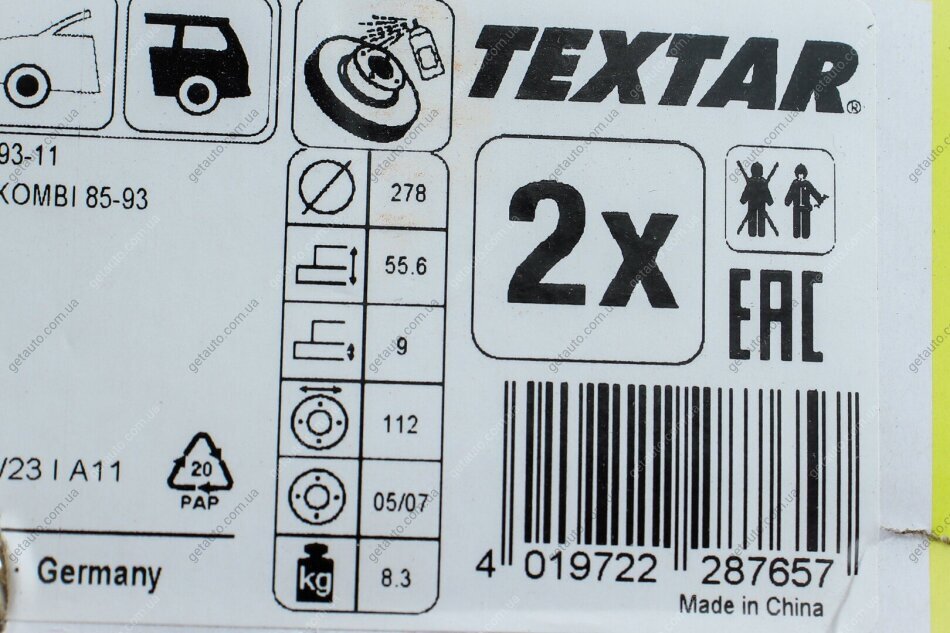 TEXTAR®
93-11
KOMBI 85-93
278
55.6
9
112
05/07
kg 8.3
2x
EAC
/23 I A11
20
PAP
Germany
4 019722 287657
Made in China
getauto.com.ua